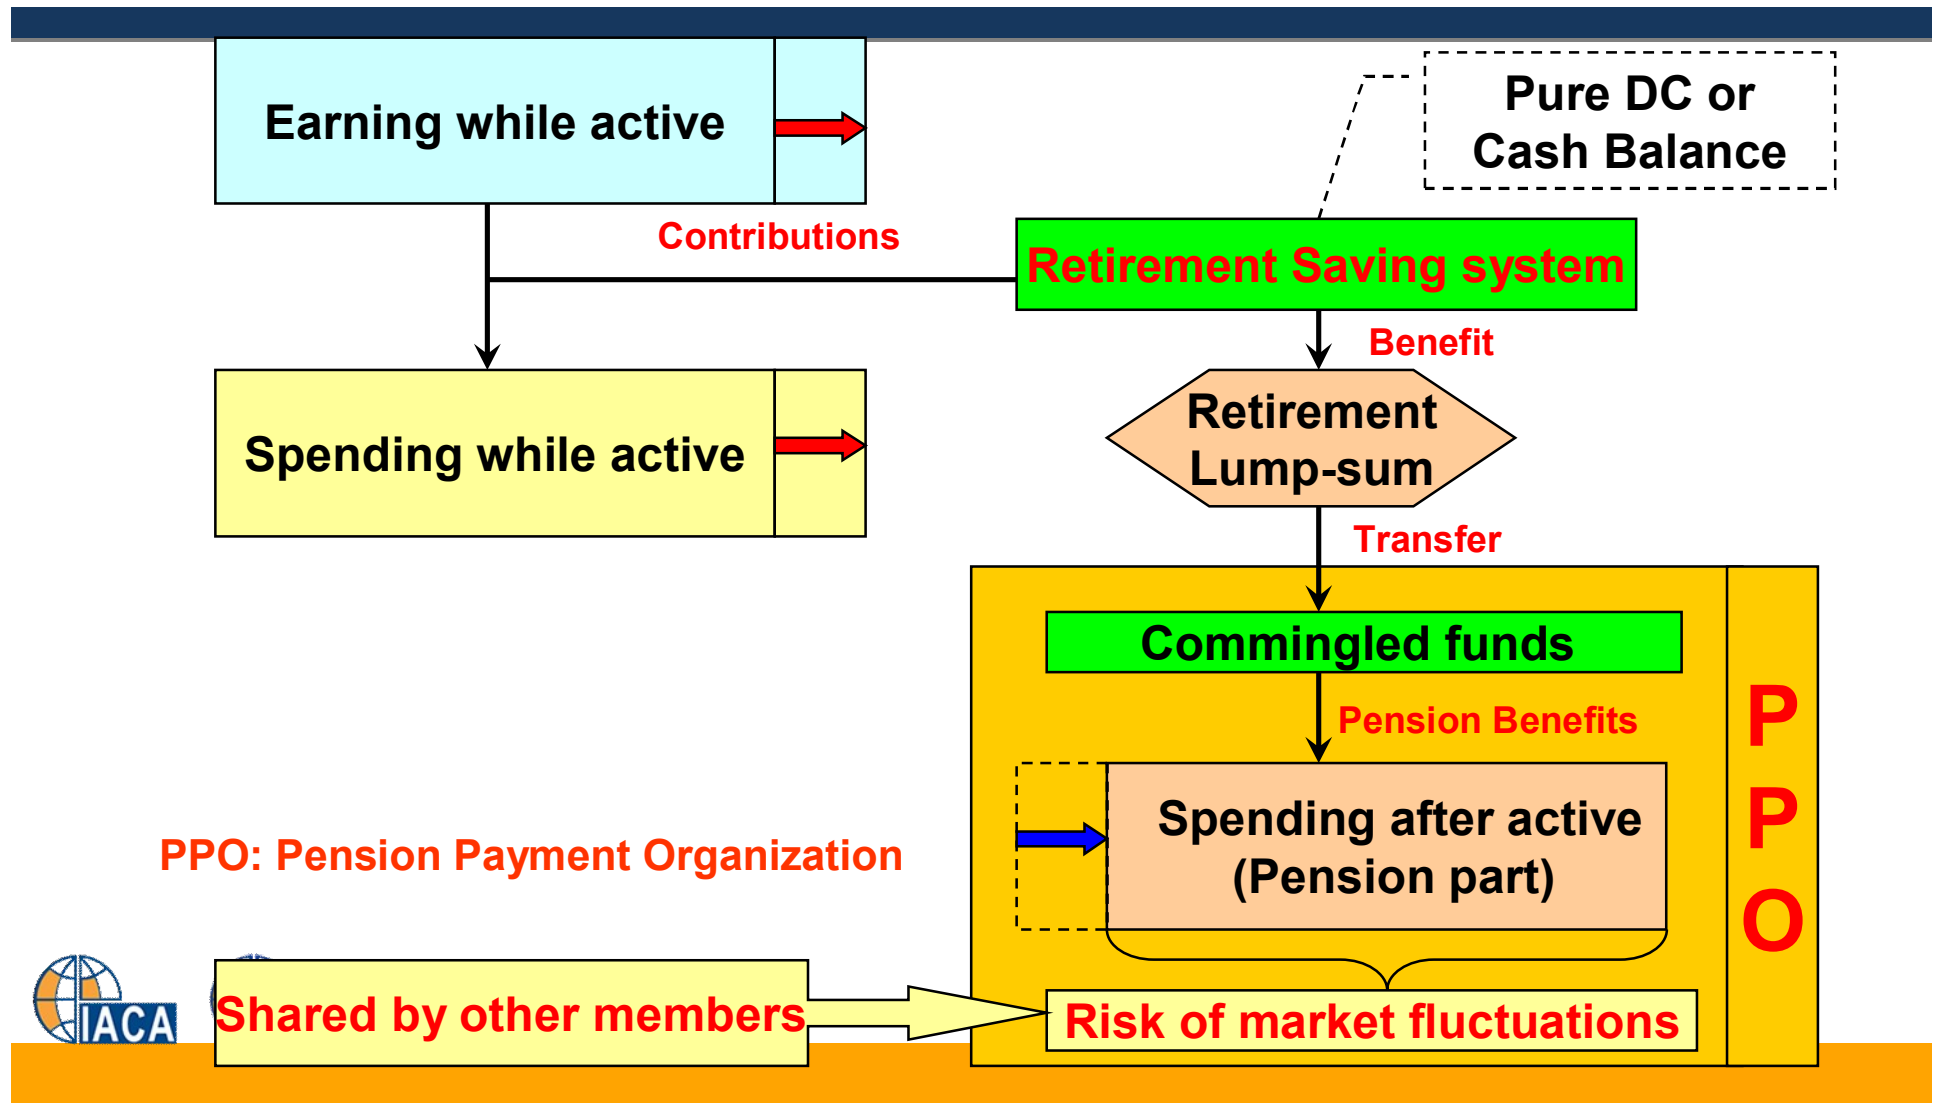 Earning while active
Pure DC or
Cash Balance
Contributions
Retirement Saving system
Benefit
Spending while active
Retirement
Lump-sum
Transfer
Commingled funds
Pension Benefits
Spending after active
(Pension part)
P
P
O
PPO: Pension Payment Organization
IACA
Shared by other members
Risk of market fluctuations